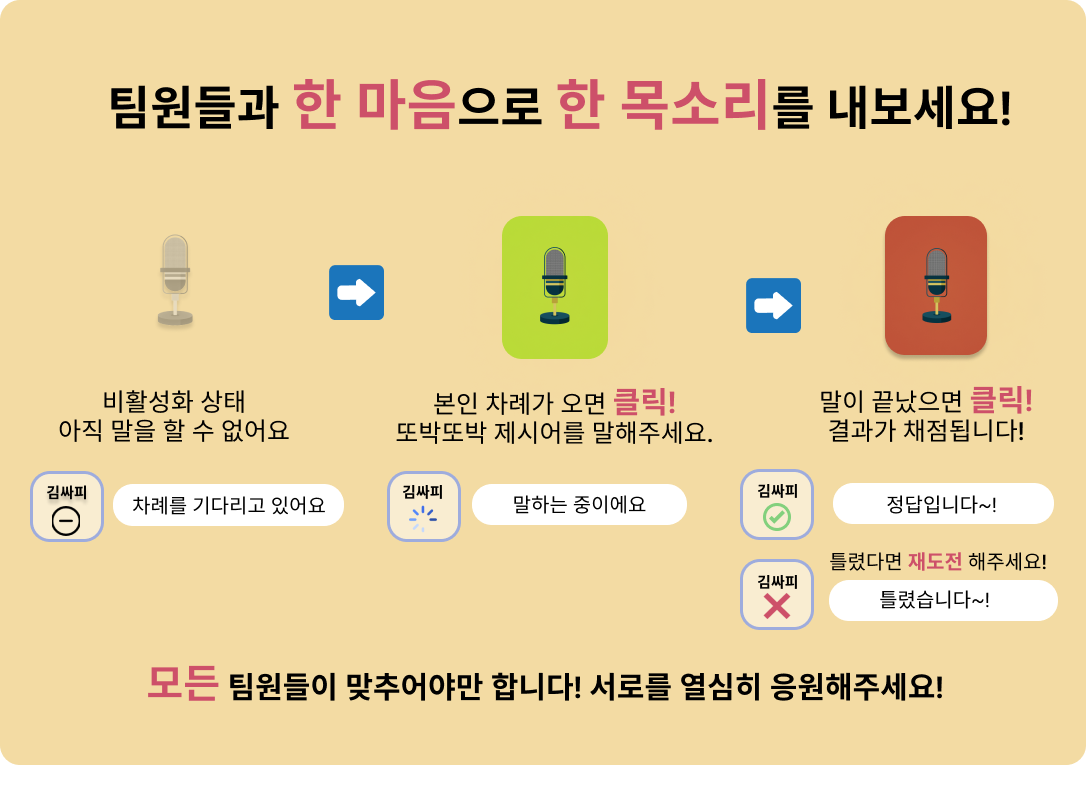 팀원들과 한 마음으로 한 목소리를 내보세요!
비활성화 상태
아직 말을 할 수 없어요
본인 차례가 오면 클릭!
또박또박 제시어를 말해주세요.
말이 끝났으면 클릭!
결과가 채점됩니다!
김싸피
차례를 기다리고 있어요
김싸피
말하는 중이에요
김싸피
정답입니다~!
틀렸다면 재도전 해주세요!
김싸피
틀렸습니다~!
모든 팀원들이 맞추어야만 합니다! 서로를 열심히 응원해주세요!